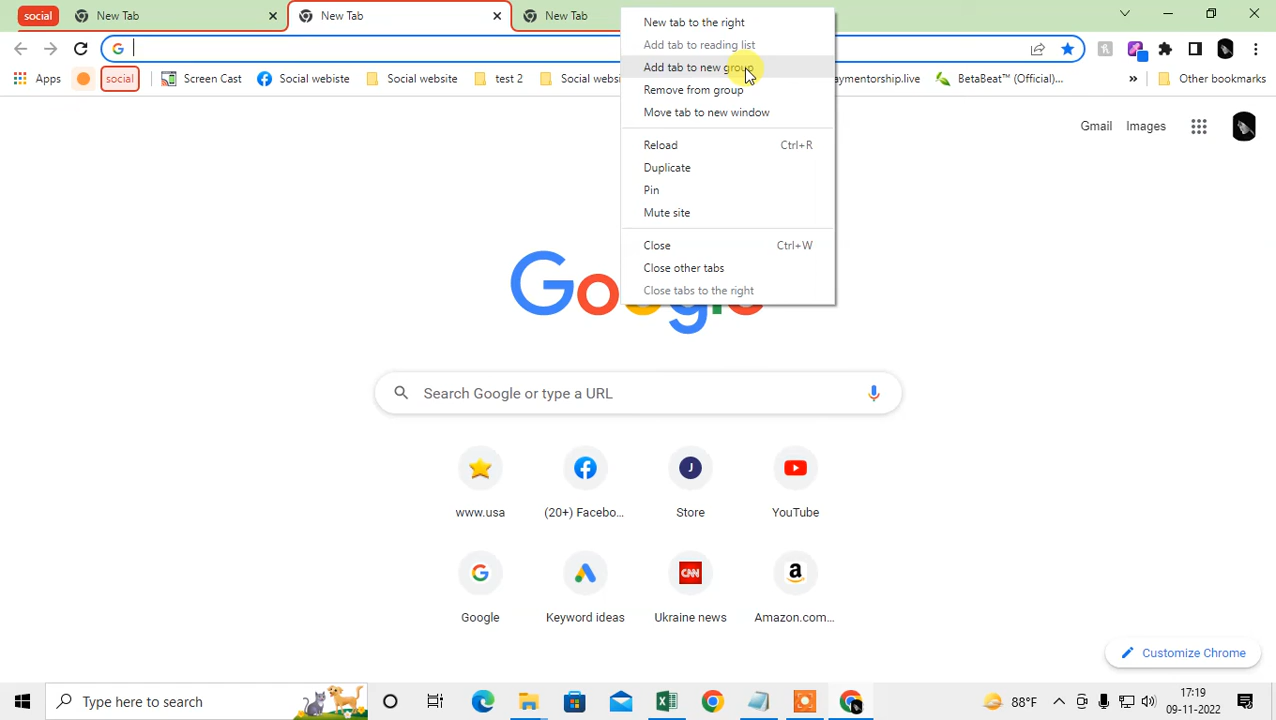 social New Tab New Tab New Tab
Apps social Screen Cast Social webiste Social website test 2 Social websi aymentorship.live BetaBeat™/Conditional... » Other bookmarks
New tab to the right
Add tab to reading list
Add tab to new group
Remove from group
Move tab to new window
Reload Ctrl+R
Duplicate
Pin
Mute site
Close Ctrl+W
Close other tabs
Close tabs to the right
Gmail Images
Google
Search Google or type a URL
www.usa (20+) Facebo... Store YouTube
Google Keyword ideas Ukraine news Amazon.com...
Customize Chrome
Type here to search 88°F 17:19
09-11-2022